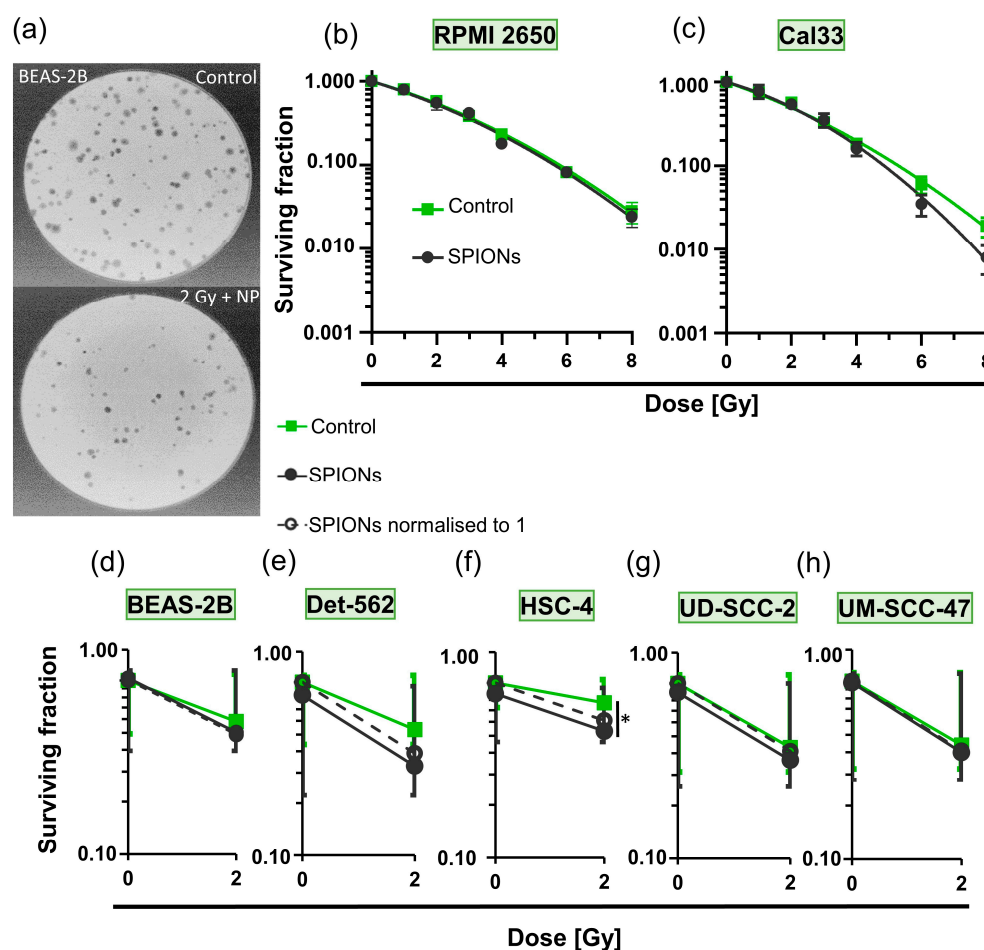 (a)
BEAS-2B Control
2 Gy + NP
(b)
RPMI 2650
(c)
Cal33
Surviving fraction
1.000
0.100
0.010
0.001
Control
SPIONs
0 2 4 6 8
1.000
0.100
0.010
0.001
0 2 4 6 8
Dose [Gy]
Control
SPIONs
SPIONs normalised to 1
(d)
BEAS-2B
(e)
Det-562
(f)
HSC-4
(g)
UD-SCC-2
(h)
UM-SCC-47
Surviving fraction
1.00
0.10
0 2
1.00
0.10
0 2
1.00
0.10
*
0 2
1.00
0.10
0 2
1.00
0.10
0 2
Dose [Gy]